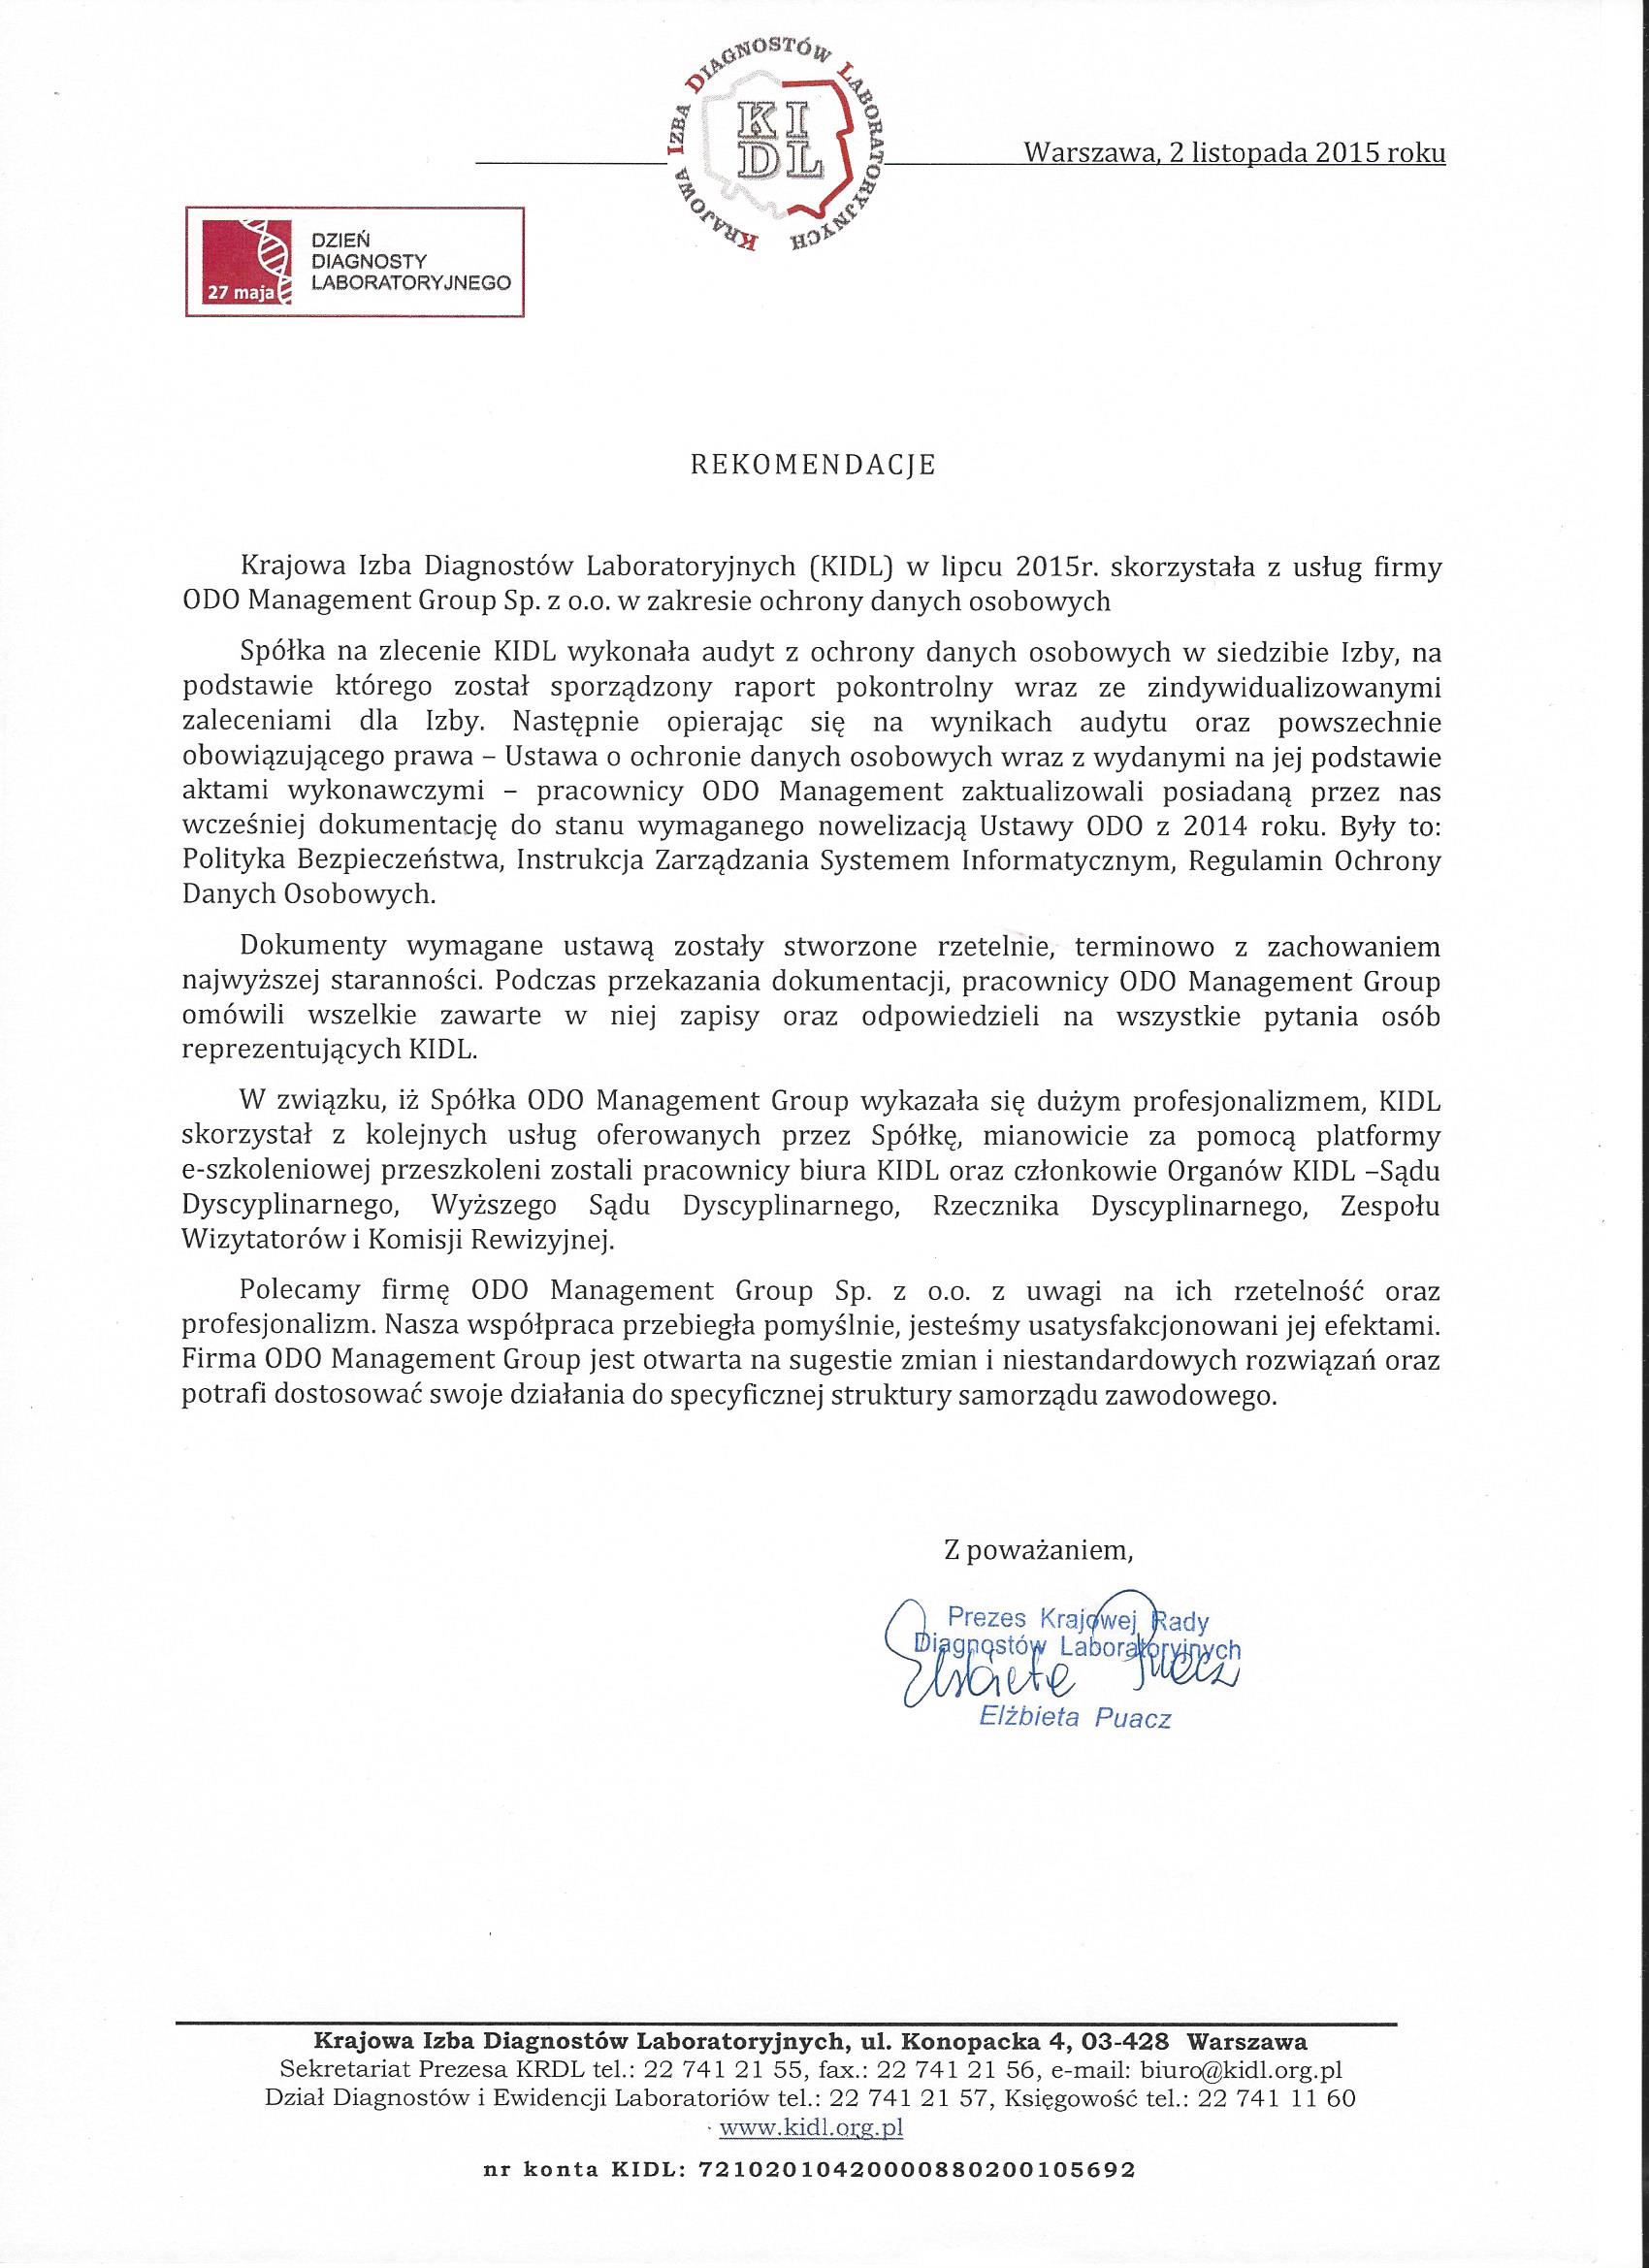 KRAJOWA IZBA DIAGNOSTÓW LABORATORYJNYCH
KI
DL
Warszawa, 2 listopada 2015 roku
27 maja
DZIEŃ
DIAGNOSTY
LABORATORYJNEGO
REKOMENDACJE
Krajowa Izba Diagnostów Laboratoryjnych (KIDL) w lipcu 2015r. skorzystała z usług firmy
ODO Management Group Sp. z o.o. w zakresie ochrony danych osobowych
Spółka na zlecenie KIDL wykonała audyt z ochrony danych osobowych w siedzibie Izby, na
podstawie którego został sporządzony raport pokontrolny wraz ze zindywidualizowanymi
zaleceniami dla Izby. Następnie opierając się na wynikach audytu oraz powszechnie
obowiązującego prawa – Ustawa o ochronie danych osobowych wraz z wydanymi na jej podstawie
aktami wykonawczymi – pracownicy ODO Management zaktualizowali posiadaną przez nas
wcześniej dokumentację do stanu wymaganego nowelizacją Ustawy ODO z 2014 roku. Były to:
Polityka Bezpieczeństwa, Instrukcja Zarządzania Systemem Informatycznym, Regulamin Ochrony
Danych Osobowych.
Dokumenty wymagane ustawą zostały stworzone rzetelnie, terminowo z zachowaniem
najwyższej staranności. Podczas przekazania dokumentacji, pracownicy ODO Management Group
omówili wszelkie zawarte w niej zapisy oraz odpowiedzieli na wszystkie pytania osób
reprezentujących KIDL.
W związku, iż Spółka ODO Management Group wykazała się dużym profesjonalizmem, KIDL
skorzystał z kolejnych usług oferowanych przez Spółkę, mianowicie za pomocą platformy
e-szkoleniowej przeszkoleni zostali pracownicy biura KIDL oraz członkowie Organów KIDL –Sądu
Dyscyplinarnego, Wyższego Sądu Dyscyplinarnego, Rzecznika Dyscyplinarnego, Zespołu
Wizytatorów i Komisji Rewizyjnej.
Polecamy firmę ODO Management Group Sp. z o.o. z uwagi na ich rzetelność oraz
profesjonalizm. Nasza współpraca przebiegła pomyślnie, jesteśmy usatysfakcjonowani jej efektami.
Firma ODO Management Group jest otwarta na sugestie zmian i niestandardowych rozwiązań oraz
potrafi dostosować swoje działania do specyficznej struktury samorządu zawodowego.
Z poważaniem,
Prezes Krajowej Rady
Diagnostów Laboratoryjnych
Elżbieta Puacz
Elżbieta Puacz
Krajowa Izba Diagnostów Laboratoryjnych, ul. Konopacka 4, 03-428 Warszawa
Sekretariat Prezesa KRDL tel.: 22 741 21 55, fax.: 22 741 21 56, e-mail: biuro@kidl.org.pl
Dział Diagnostów i Ewidencji Laboratoriów tel.: 22 741 21 57, Księgowość tel.: 22 741 11 60
www.kidl.org.pl
nr konta KIDL: 72102010420000880200105692